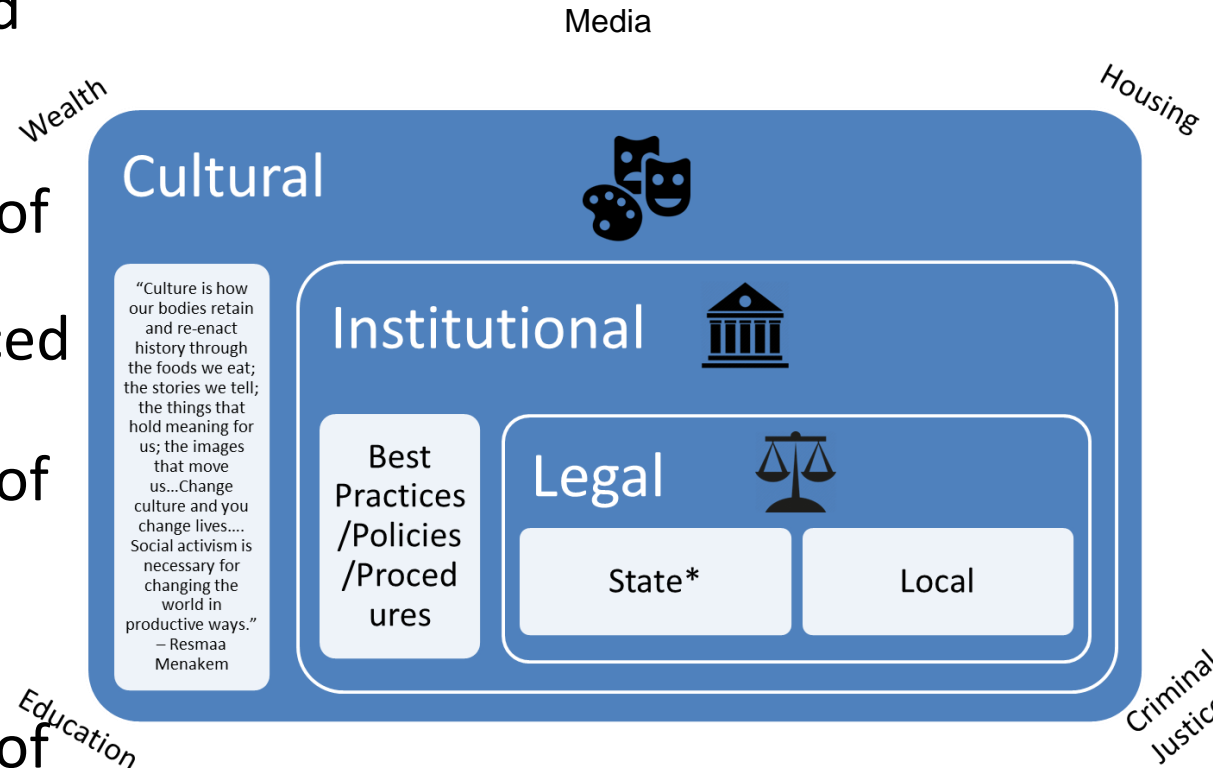 Media
Wealth
Housing
Cultural
of
“Culture is how
our bodies retain
and re-enact
history through
the foods we eat;
the stories we tell;
the things that
hold meaning for
us; the images
that move
us...Change
culture and you
change lives....
Social activism is
necessary for
changing the
world in
productive ways.”
– Resmaa
Menakem
Institutional
Best
Practices
/Policies
/Proced
ures
of
Legal
State*
Local
Education
of
Criminal
Justice